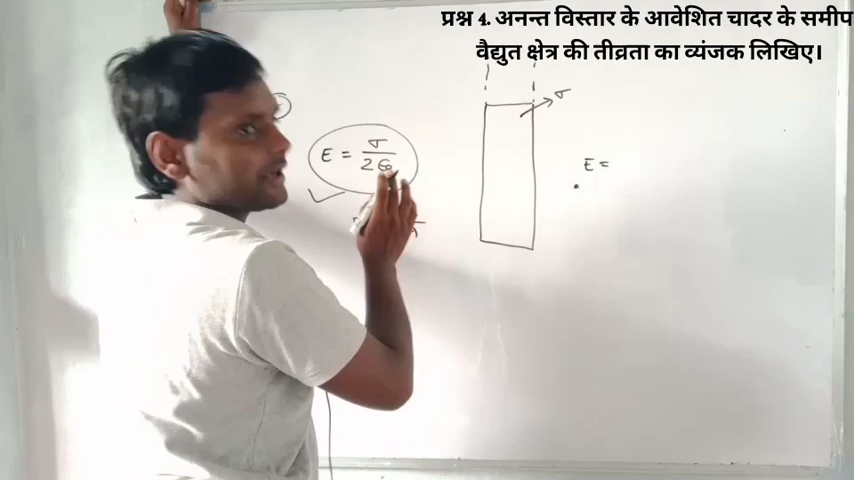 प्रश्न 4. अनन्त विस्तार के आवेशित चादर के समीप
वैद्युत क्षेत्र की तीव्रता का व्यंजक लिखिए।
σ
E = σ/2ε₀
E =